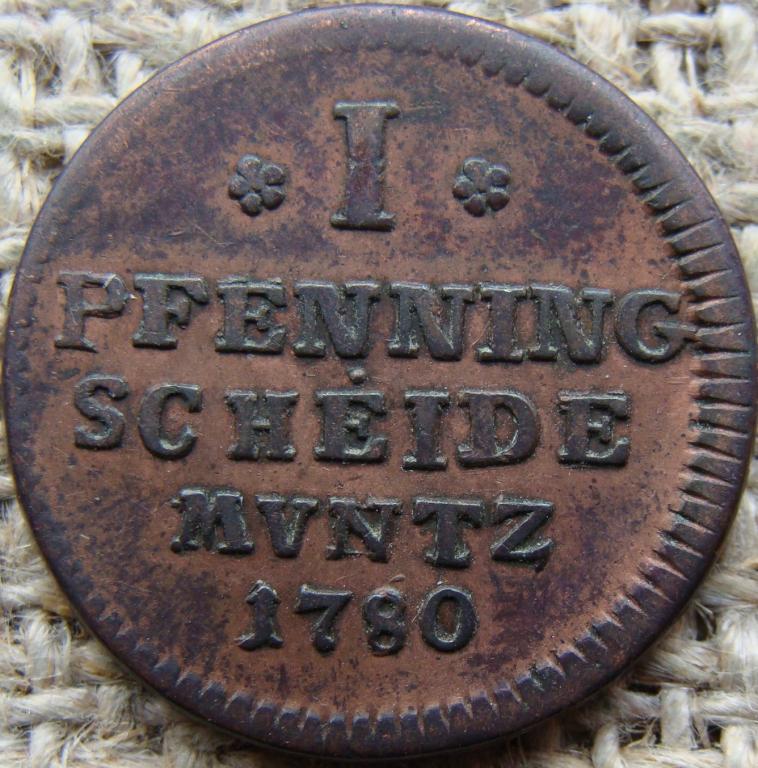 I
PFENNING
SCHEIDE
MVNTZ
1780